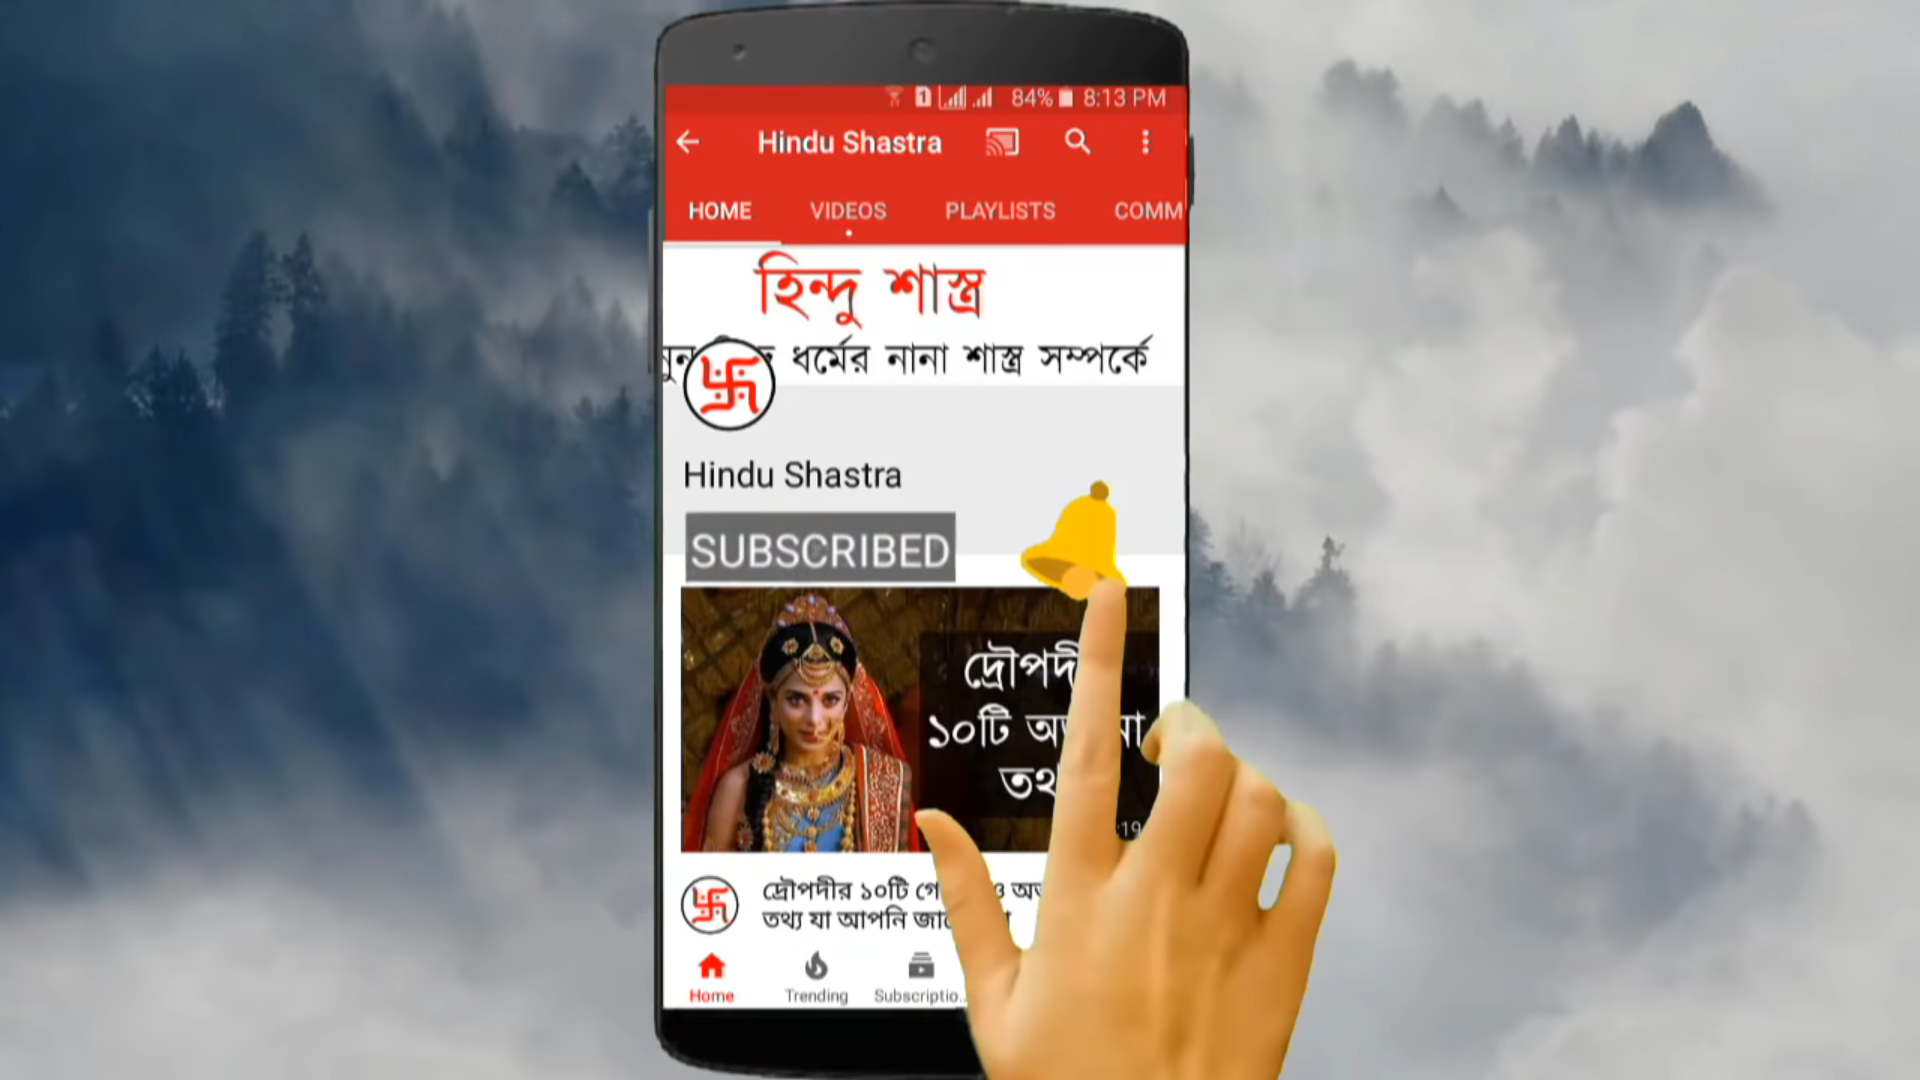 84% 8:13 PM
Hindu Shastra
HOME VIDEOS PLAYLISTS COMM
হিন্দু শাস্ত্র
ধর্মের নানা শাস্ত্র সম্পর্কে
Hindu Shastra
SUBSCRIBED
দ্রৌপদী
১০টি
:19
দ্রৌপদীর ১০টি
তথ্য যা আপনি
Home Trending Subscriptio..